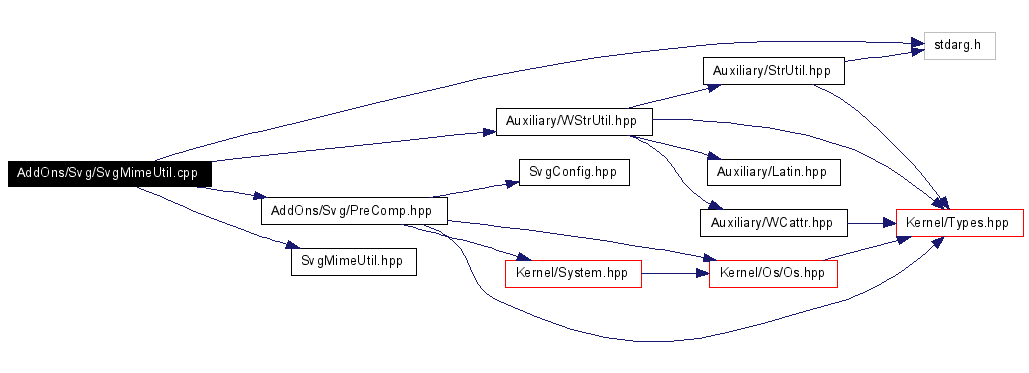 stdarg.h
Auxiliary/StrUtil.hpp
Auxiliary/WStrUtil.hpp
AddOns/Svg/SvgMimeUtil.cpp
SvgConfig.hpp
Auxiliary/Latin.hpp
AddOns/Svg/PreComp.hpp
Auxiliary/WCattr.hpp
Kernel/Types.hpp
SvgMimeUtil.hpp
Kernel/System.hpp
Kernel/Os/Os.hpp